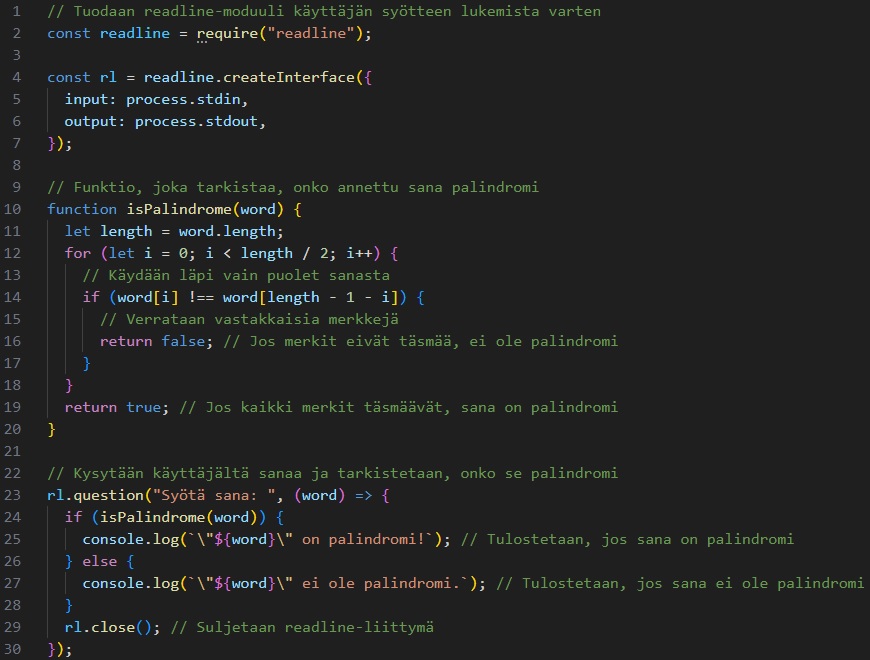 1 // Tuodaan readline-moduuli käyttäjän syötteen lukemista varten
2 const readline = require("readline");
3
4 const rl = readline.createInterface({
5   input: process.stdin,
6   output: process.stdout,
7 });
8
9 // Funktio, joka tarkistaa, onko annettu sana palindromi
10 function isPalindrome(word) {
11   let length = word.length;
12   for (let i = 0; i < length / 2; i++) {
13     // Käydään läpi vain puolet sanasta
14     if (word[i] !== word[length - 1 - i]) {
15       // Verrataan vastakkaisia merkkejä
16       return false; // Jos merkit eivät täsmää, ei ole palindromi
17     }
18   }
19   return true; // Jos kaikki merkit täsmäävät, sana on palindromi
20 }
21
22 // Kysytään käyttäjältä sanaa ja tarkistetaan, onko se palindromi
23 rl.question("Syötä sana: ", (word) => {
24   if (isPalindrome(word)) {
25     console.log(`\"${word}\" on palindromi!`); // Tulostetaan, jos sana on palindromi
26   } else {
27     console.log(`\"${word}\" ei ole palindromi.`); // Tulostetaan, jos sana ei ole palindromi
28   }
29   rl.close(); // Suljetaan readline-liittymä
30 });